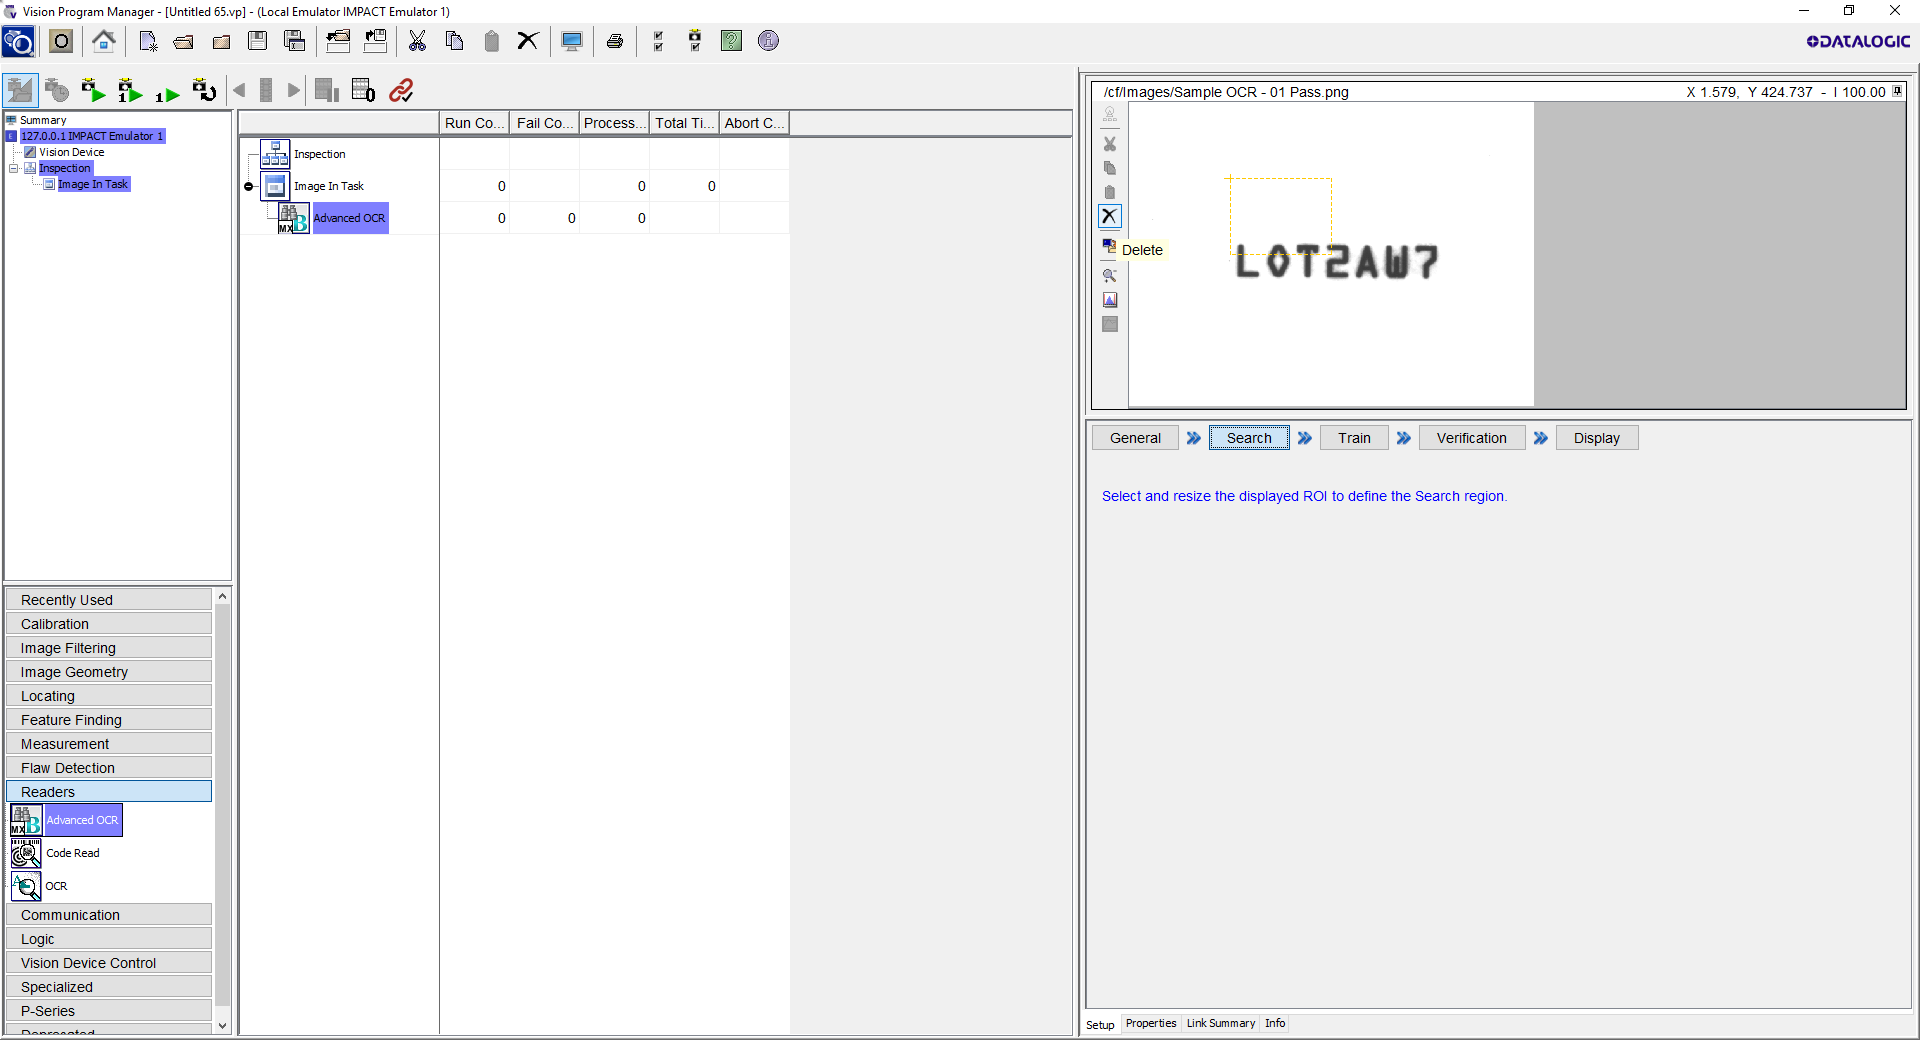 Vision Program Manager - [Untitled 65.vp] - (Local Emulator IMPACT Emulator 1)
DATALOGIC
Summary
127.0.0.1 IMPACT Emulator 1
Vision Device
Inspection
Image In Task
Run Co... Fail Co... Process... Total Ti... Abort C...
Inspection
Image In Task 0 0 0
Advanced OCR 0 0 0
/cf/Images/Sample OCR - 01 Pass.png X 1.579, Y 424.737 - I 100.00
Delete
LOT2AW7
General Search Train Verification Display
Select and resize the displayed ROI to define the Search region.
Recently Used
Calibration
Image Filtering
Image Geometry
Locating
Feature Finding
Measurement
Flaw Detection
Readers
Advanced OCR
Code Read
OCR
Communication
Logic
Vision Device Control
Specialized
P-Series
Deprecated
Setup Properties Link Summary Info